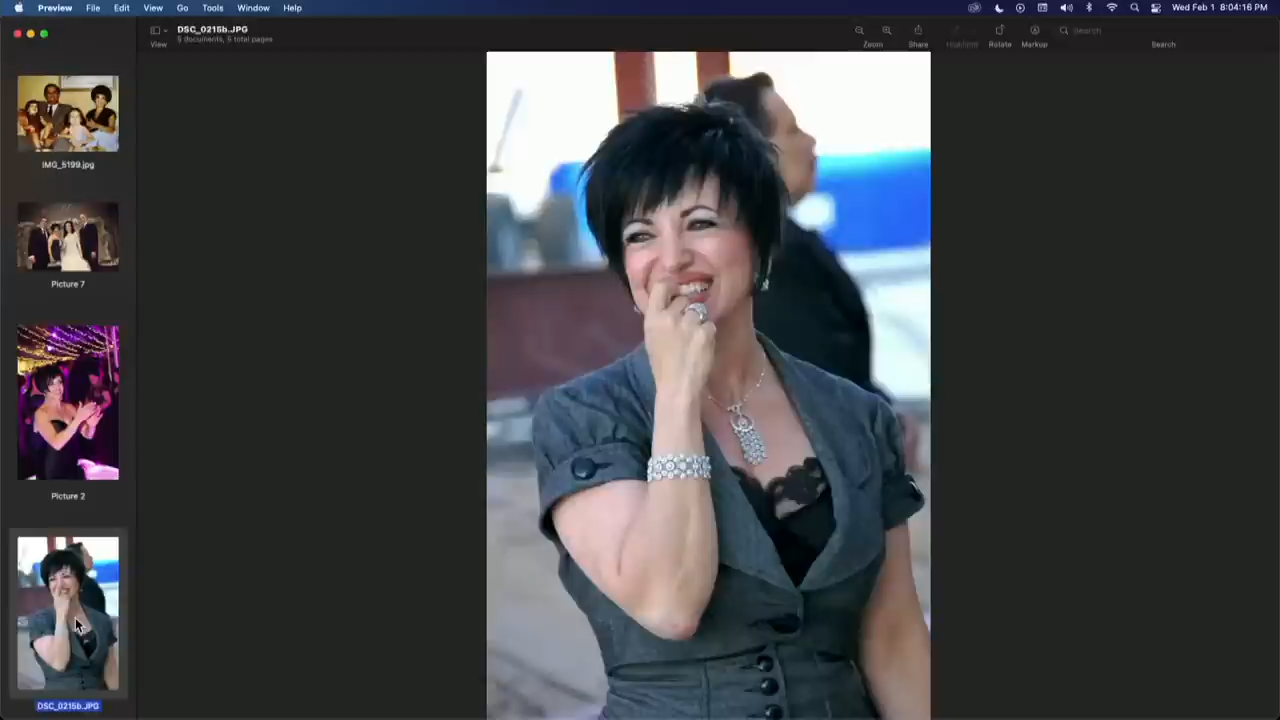 Preview File Edit View Go Tools Window Help
Wed Feb 1 8:04:16 PM
DSC_0215b.JPG
5 documents, 5 total pages
View
Zoom
Share
Highlight
Rotate
Markup
Search
Search
IMG_5199.jpg
Picture 7
Picture 2
DSC_0215b.JPG